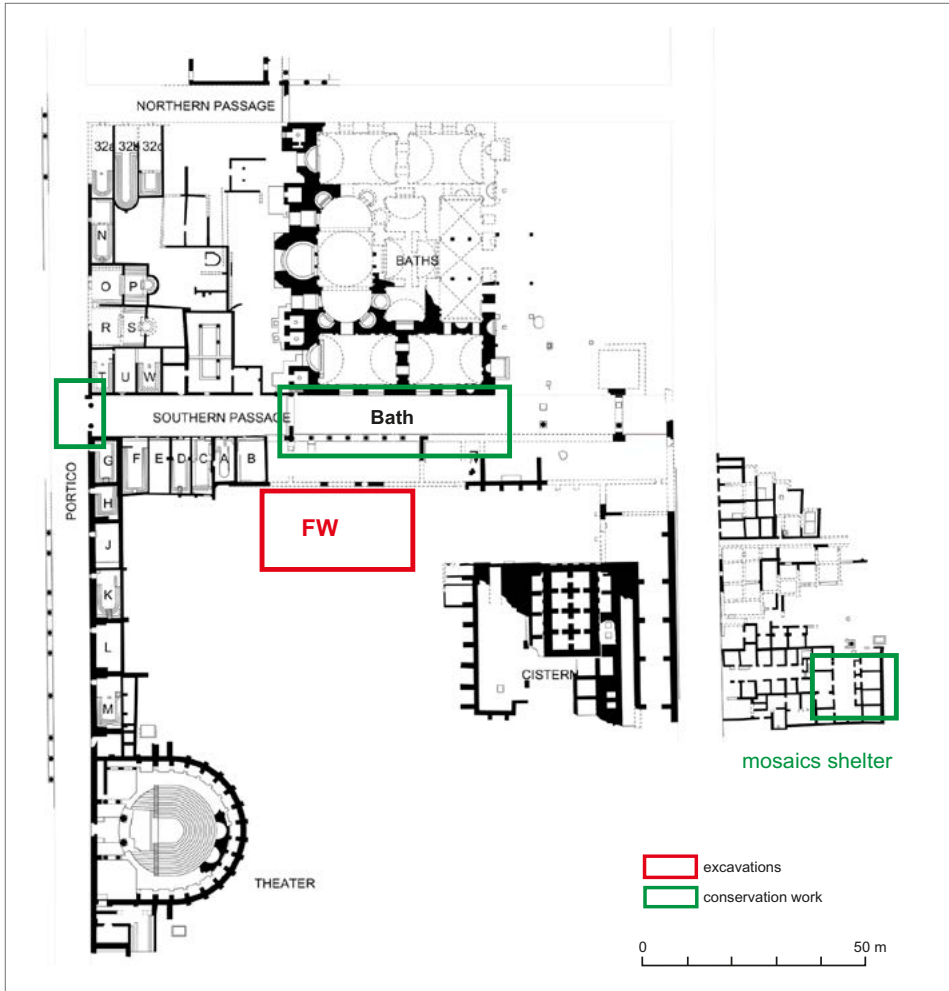 NORTHERN PASSAGE
32a 32b 32c
N
BATHS
O P
R S
T U W
SOUTHERN PASSAGE
Bath
PORTICO
G F E D C A B
H
FW
J
K
L
CISTERN
M
mosaics shelter
THEATER
excavations
conservation work
0 50 m